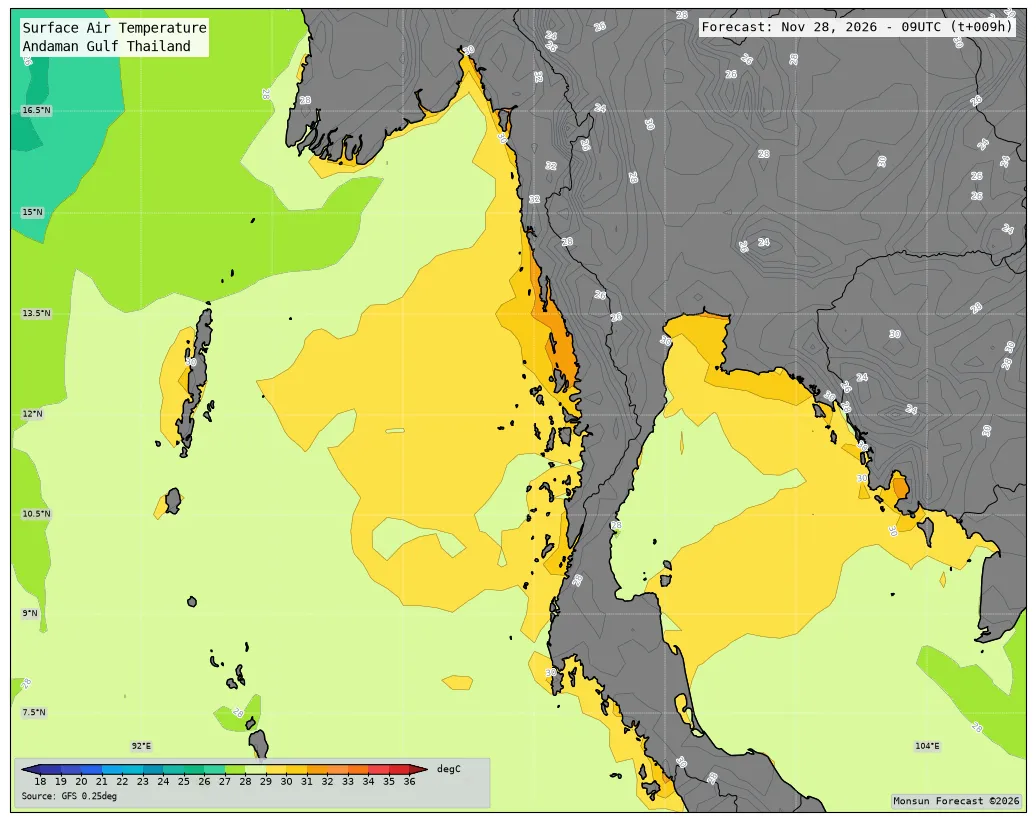 Surface Air Temperature
Andaman Gulf Thailand
Forecast: Nov 28, 2026 - 09UTC (t+009h)
16.5°N
15°N
13.5°N
12°N
10.5°N
9°N
7.5°N
92°E
104°E
18 19 20 21 22 23 24 25 26 27 28 29 30 31 32 33 34 35 36
degC
Source: GFS 0.25deg
Monsun Forecast ©2026